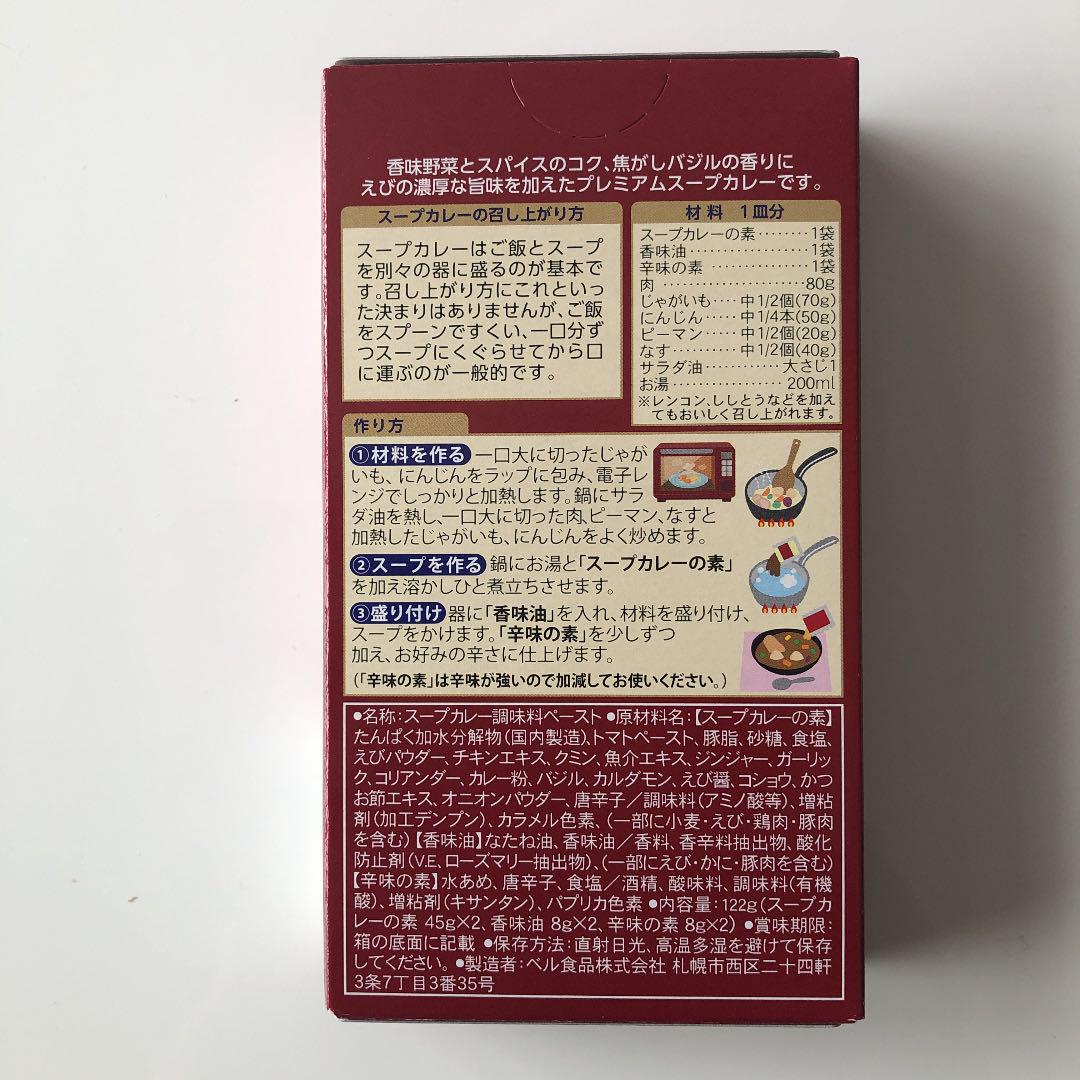 香味野菜とスパイスのコク、焦がしバジルの香りに
えびの濃厚な旨味を加えたプレミアムスープカレーです。
スープカレーの召し上がり方
スープカレーはご飯とスープ
を別々の器に盛るのが基本で
す。召し上がり方にこれといっ
た決まりはありませんが、ご飯
をスプーンですくい、一口分ず
つスープにくぐらせてから口
に運ぶのが一般的です。
材料 1皿分
スープカレーの素········1袋
香味油·················1袋
辛味の素 ··············1袋
肉 ····················80g
じゃがいも····中1/2個(70g)
にんじん·····中1/4本(50g)
ピーマン·····中1/2個(20g)
なす········中1/2個(40g)
サラダ油···········大さじ1
お湯················200ml
※レンコン、ししとうなどを加え
てもおいしく召し上がれます。
作り方
①材料を作る 一口大に切ったじゃが
いも、にんじんをラップに包み、電子レ
ンジでしっかりと加熱します。鍋にサラ
ダ油を熱し、一口大に切った肉、ピーマン、なすと
加熱したじゃがいも、にんじんをよく炒めます。
②スープを作る 鍋にお湯と「スープカレーの素」
を加え溶かしひと煮立ちさせます。
③盛り付け 器に「香味油」を入れ、材料を盛り付け、
スープをかけます。「辛味の素」を少しずつ
加え、お好みの辛さに仕上げます。
(「辛味の素」は辛味が強いので加減してお使いください。)
●名称:スープカレー調味料ペースト ●原材料名:【スープカレーの素】
たんぱく加水分解物(国内製造)、トマトペースト、豚脂、砂糖、食塩、
えびパウダー、チキンエキス、クミン、魚介エキス、ジンジャー、ガーリッ
ク、コリアンダー、カレー粉、バジル、カルダモン、えび醤、コショウ、かつ
お節エキス、オニオンパウダー、唐辛子/調味料(アミノ酸等)、増粘
剤(加工デンプン)、カラメル色素、(一部に小麦・えび・鶏肉・豚肉
を含む)【香味油】なたね油、香味油/香料、香辛料抽出物、酸化
防止剤(V.E、ローズマリー抽出物)、(一部にえび・かに・豚肉を含む)
【辛味の素】水あめ、唐辛子、食塩/酒精、酸味料、調味料(有機
酸)、増粘剤(キサンタン)、パプリカ色素 ●内容量:122g(スープカ
レーの素 45g×2、香味油 8g×2、辛味の素 8g×2) ●賞味期限:
箱の底面に記載 ●保存方法:直射日光、高温多湿を避けて保存
してください。●製造者:ベル食品株式会社 札幌市西区二十四軒
3条7丁目3番35号